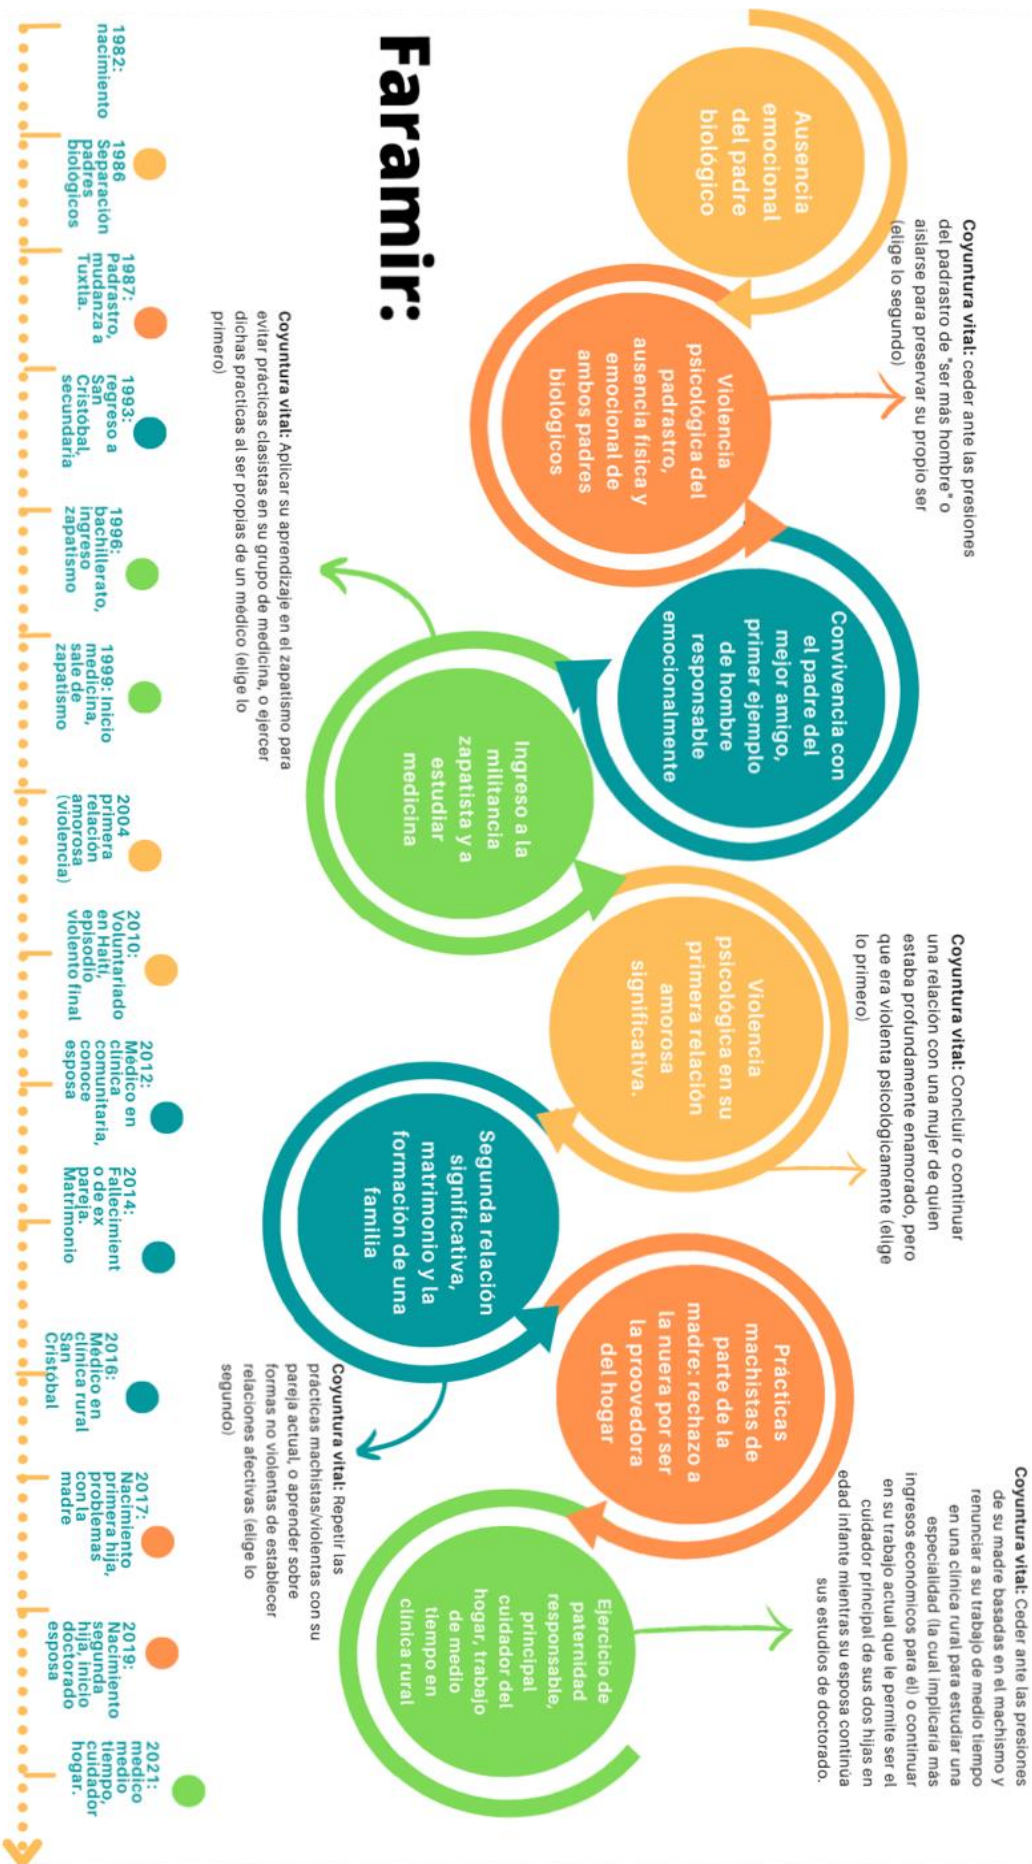 Faramir:
Coyuntura vital: ceder ante las presiones
del padrastro de "ser más hombre" o
aislarse para preservar su propio ser
(elige lo segundo)
Ausencia
emocional
del padre
biológico
Violencia
psicológica del
padrastro,
ausencia física y
emocional de
ambos padres
biológicos
Convivencia con
el padre del
mejor amigo,
primer ejemplo
de hombre
responsable
emocionalmente
Coyuntura vital: Aplicar su aprendizaje en el zapatismo para
evitar prácticas clasistas en su grupo de medicina, o ejercer
dichas practicas al ser propias de un médico (elige lo
primero)
Ingreso a la
militancia
zapatista y a
estudiar
medicina
Coyuntura vital: Concluir o continuar
una relación con una mujer de quien
estaba profundamente enamorado, pero
que era violenta psicológicamente (elige
lo primero)
Violencia
psicológica en su
primera relación
amorosa
significativa.
Segunda relación
significativa,
matrimonio y la
formación de una
familia
Coyuntura vital: Repetir las
prácticas machistas/violentas con su
pareja actual, o aprender sobre
formas no violentas de establecer
relaciones afectivas (elige lo
segundo)
Prácticas
machistas de
parte de la
madre: rechazo a
la nuera por ser
la proovedora
del hogar
Coyuntura vital: Ceder ante las presiones
de su madre basadas en el machismo y
renunciar a su trabajo de medio tiempo
en una clínica rural para estudiar una
especialidad (la cual implicaría más
ingresos económicos para él) o continuar
en su trabajo actual que le permite ser el
cuidador principal de sus dos hijas en
edad infante mientras su esposa continúa
sus estudios de doctorado.
Ejercicio de
paternidad
responsable,
principal
cuidador del
hogar, trabajo
de medio
tiempo en
clínica rural
1982:
nacimiento
1986
Separación
padres
biológicos
1987:
Padrastro,
mudanza a
Tuxtla.
1993:
regreso a
San
Cristóbal,
secundaria
1996:
bachillerato,
ingreso
zapatismo
1999: Inicio
medicina,
sale de
zapatismo
2004
primera
relación
amorosa
(violencia)
2010:
Voluntariado
en Haití,
episodio
violento final
2012:
Médico en
clínica
comunitaria,
conoce
esposa
2014:
Fallecimient
o de ex
pareja.
Matrimonio
2016:
Medico en
clínica rural
San
Cristóbal
2017:
Nacimiento
primera hija,
problemas
con la
madre
2019:
Nacimiento
segunda
hija, inicio
doctorado
esposa
2021:
medico
medio
tiempo,
cuidador
hogar.